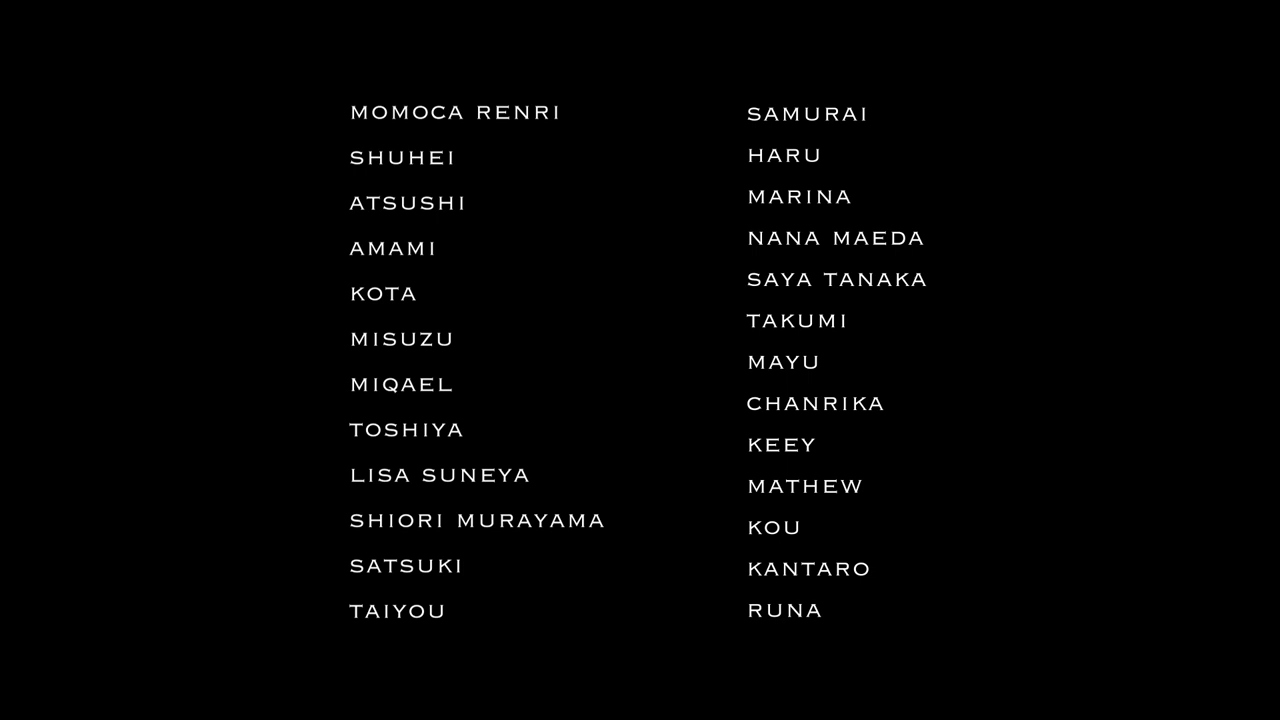 MOMOCA RENRI
SHUHEI
ATSUSHI
AMAMI
KOTA
MISUZU
MIQAEL
TOSHIYA
LISA SUNEYA
SHIORI MURAYAMA
SATSUKI
TAIYOU
SAMURAI
HARU
MARINA
NANA MAEDA
SAYA TANAKA
TAKUMI
MAYU
CHANRIKA
KEEY
MATHEW
KOU
KANTARO
RUNA